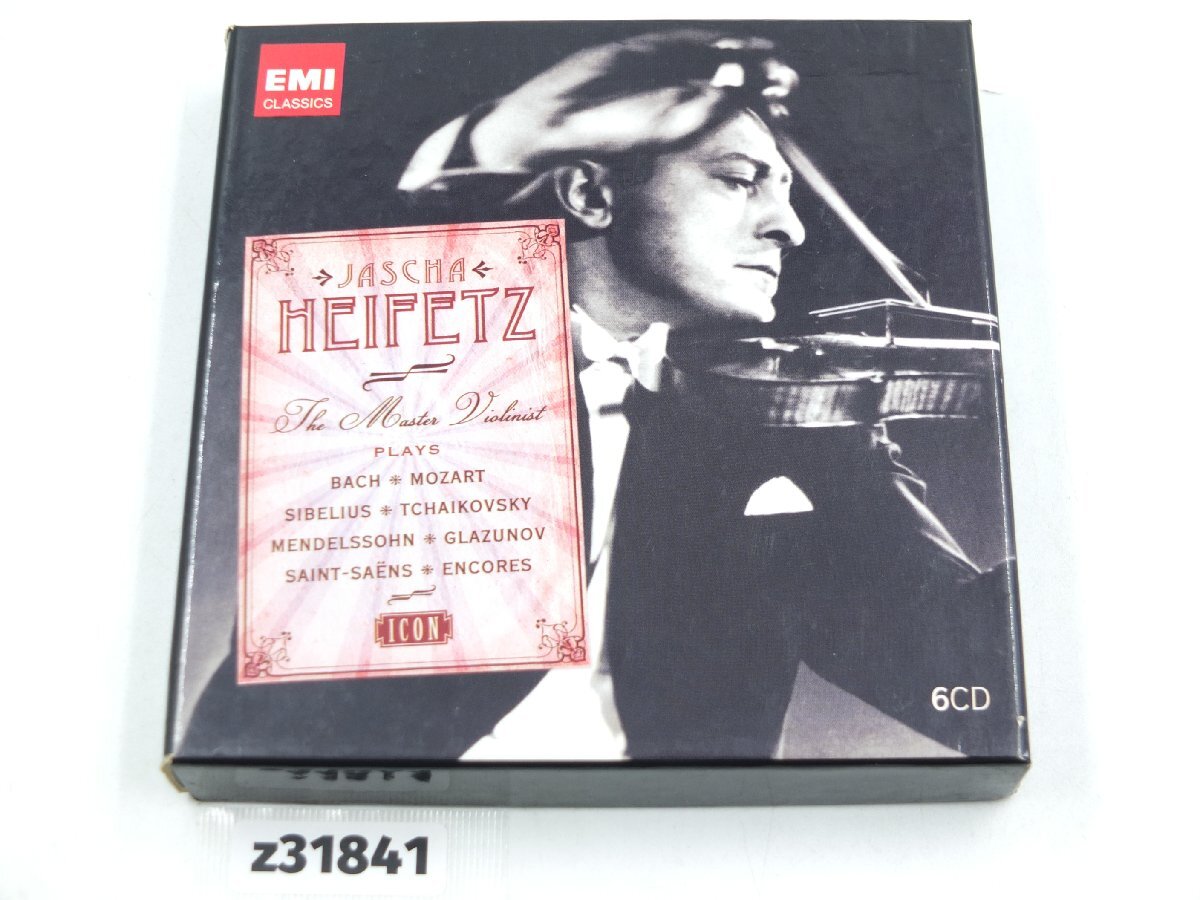 EMI
CLASSICS
JASCHA
HEIFETZ
The Master Violinist
PLAYS
BACH ⁕ MOZART
SIBELIUS ⁕ TCHAIKOVSKY
MENDELSSOHN ⁕ GLAZUNOV
SAINT-SAËNS ⁕ ENCORES
ICON
6CD
z31841